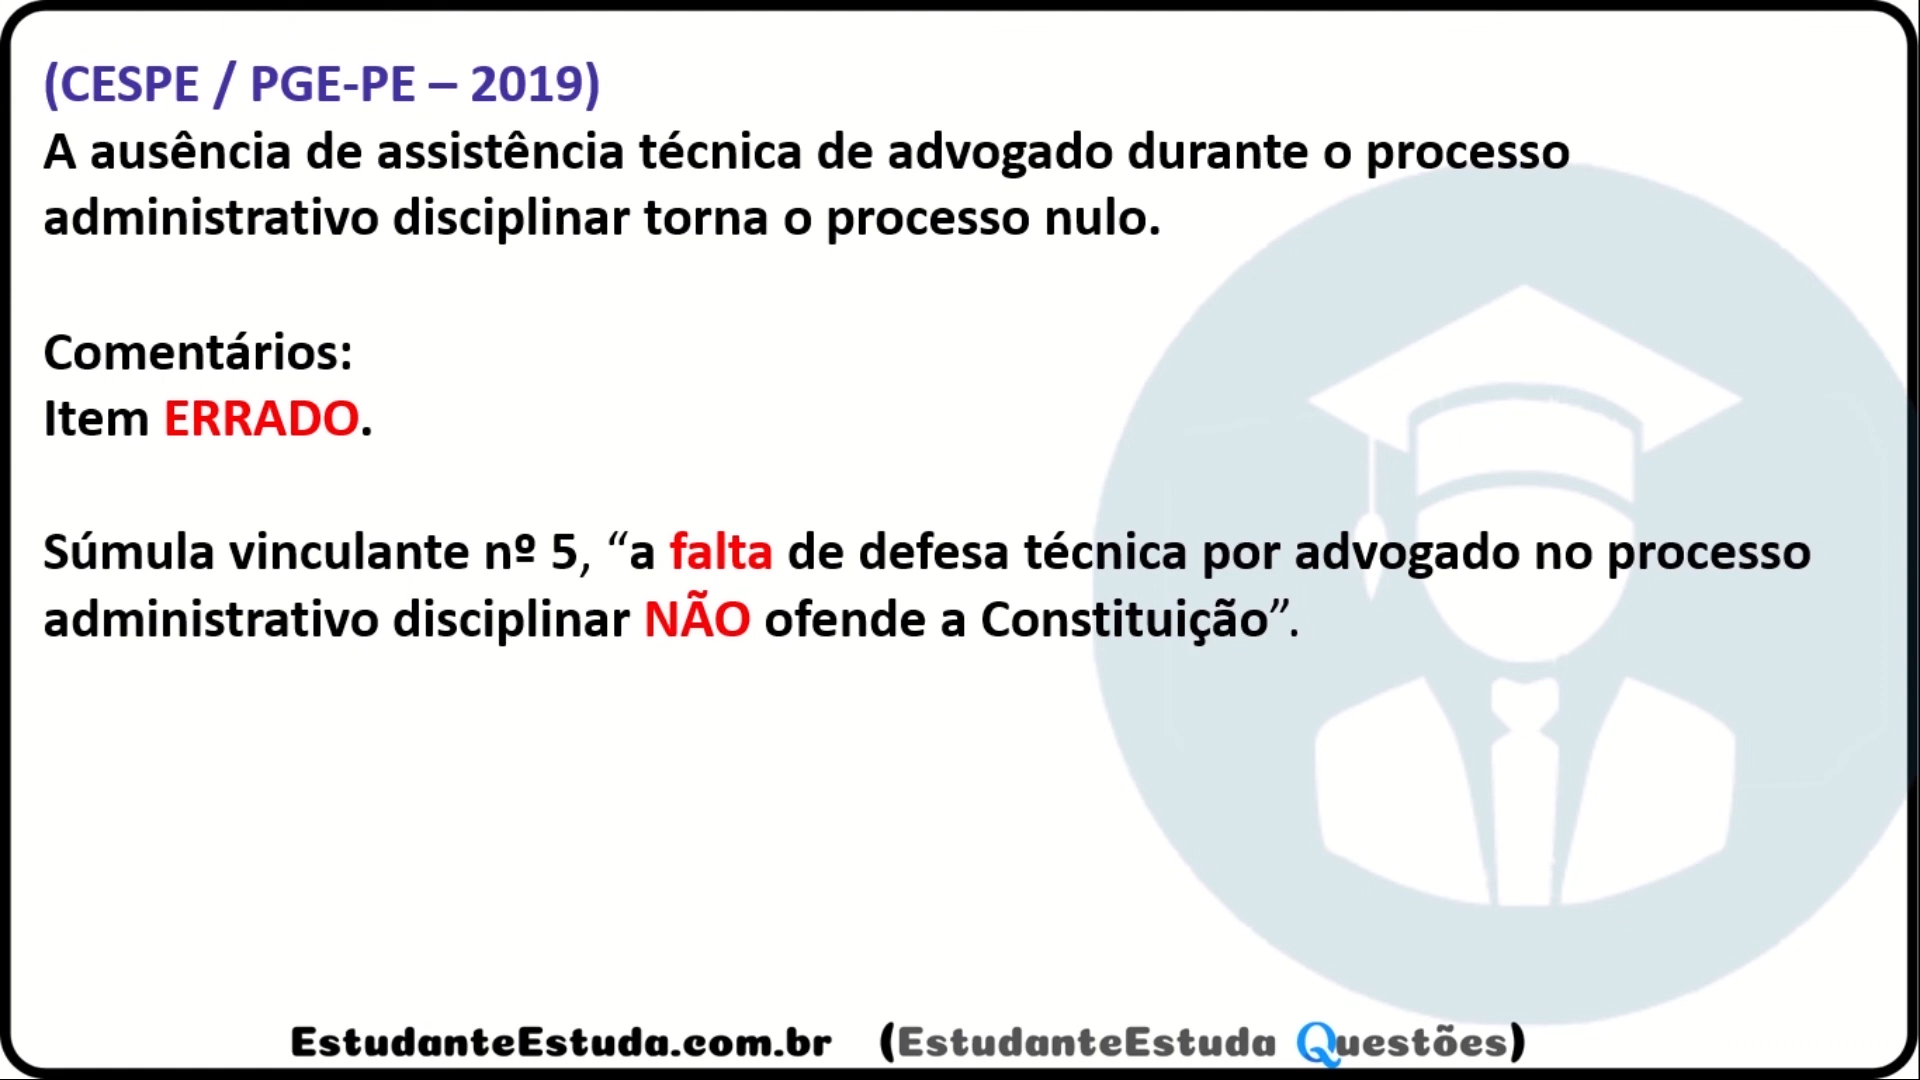 (CESPE / PGE-PE – 2019)
A ausência de assistência técnica de advogado durante o processo
administrativo disciplinar torna o processo nulo.
Comentários:
Item ERRADO.
Súmula vinculante nº 5, “a falta de defesa técnica por advogado no processo
administrativo disciplinar NÃO ofende a Constituição”.
EstudanteEstuda.com.br (EstudanteEstuda Questões)